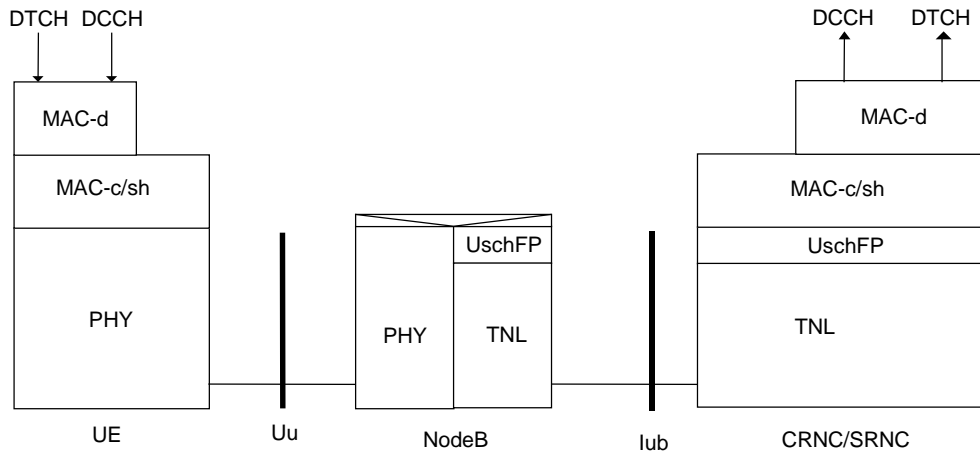 DTCH DCCH
DCCH DTCH
MAC-d
MAC-d
MAC-c/sh
MAC-c/sh
UschFP
UschFP
PHY
PHY
TNL
TNL
UE
Uu
NodeB
Iub
CRNC/SRNC